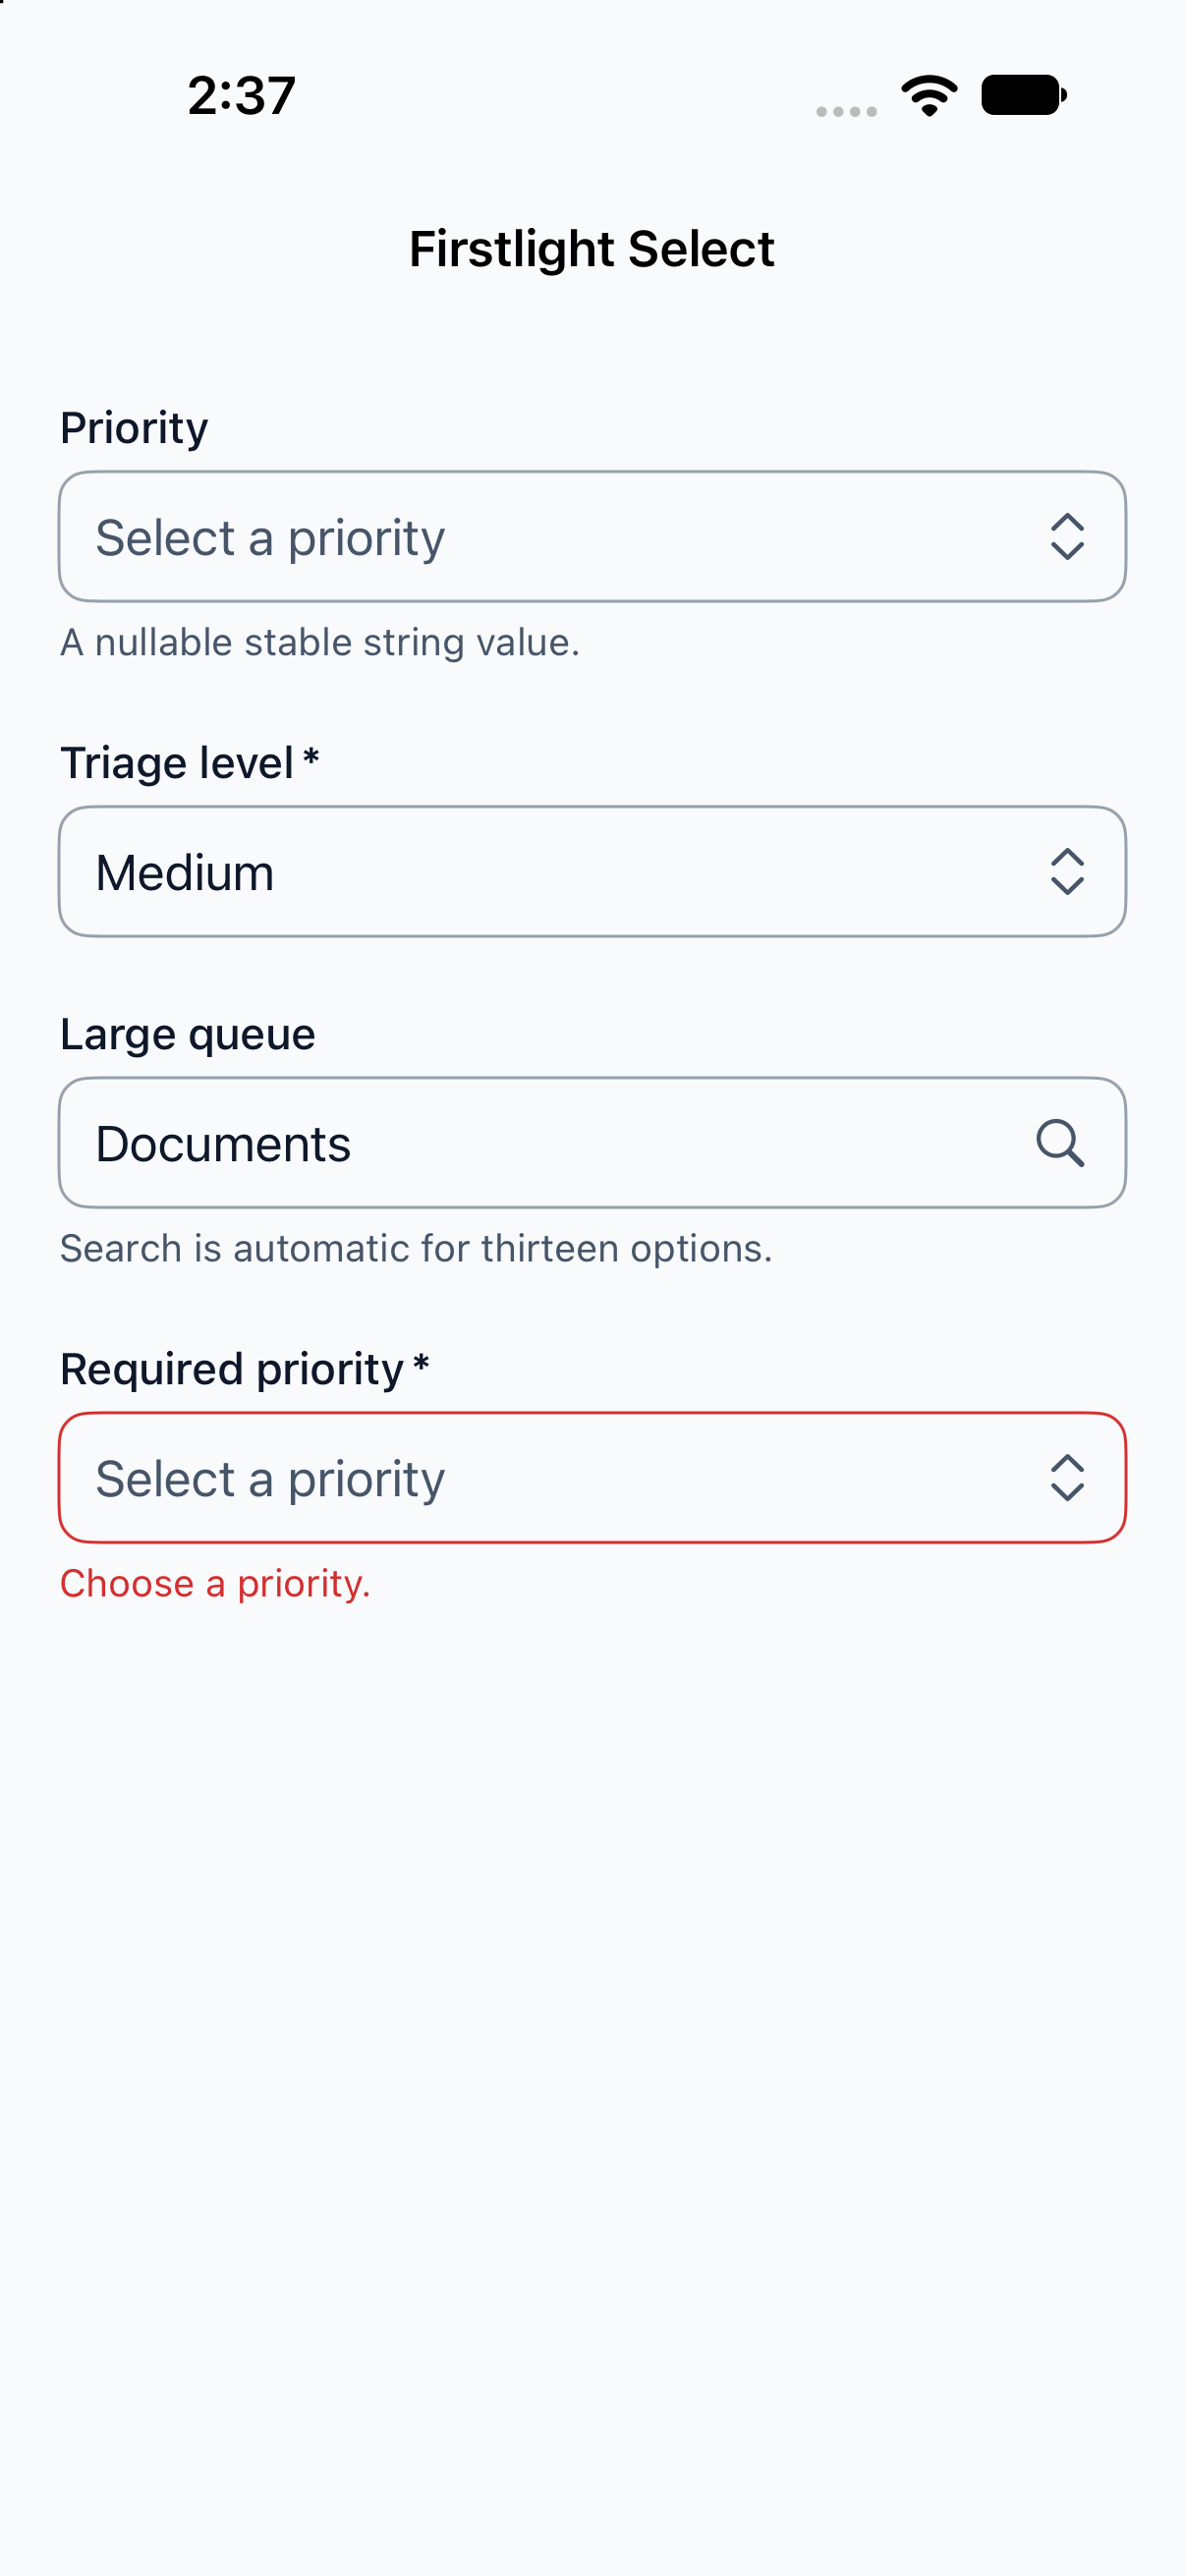 2:37
Firstlight Select
Priority
Select a priority
A nullable stable string value.
Triage level *
Medium
Large queue
Documents
Search is automatic for thirteen options.
Required priority *
Select a priority
Choose a priority.